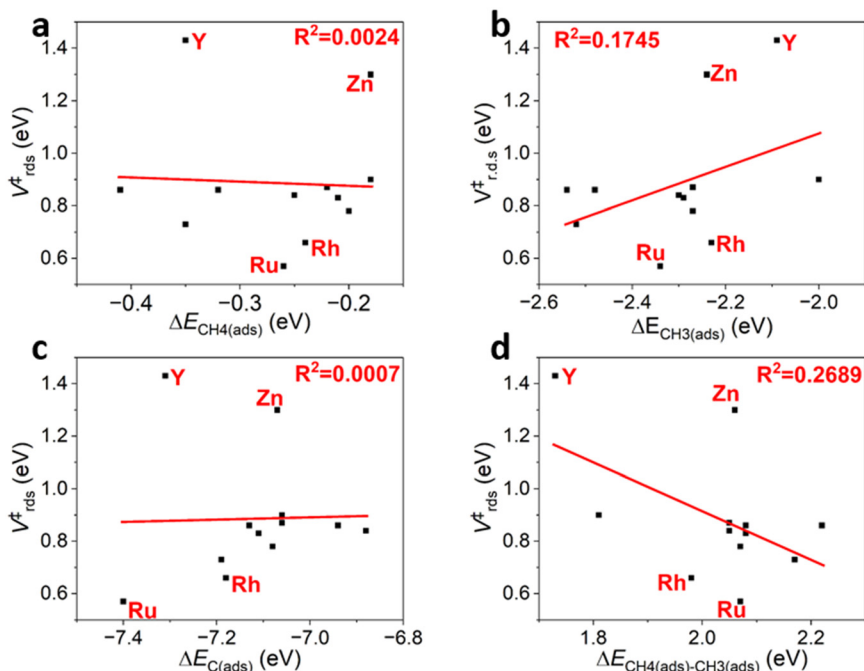 a
R²=0.0024
Y
Zn
Ru
Rh
V‡rds (eV)
1.4
1.2
1.0
0.8
0.6
−0.4
−0.3
−0.2
ΔECH4(ads) (eV)
b
R²=0.1745
Y
Zn
Ru
Rh
V‡r.d.s (eV)
1.4
1.2
1.0
0.8
0.6
−2.6
−2.4
−2.2
−2.0
ΔECH3(ads) (eV)
c
R²=0.0007
Y
Zn
Rh
Ru
V‡rds (eV)
1.4
1.2
1.0
0.8
0.6
−7.4
−7.2
−7.0
−6.8
ΔEC(ads) (eV)
d
R²=0.2689
Y
Zn
Rh
Ru
V‡rds (eV)
1.4
1.2
1.0
0.8
0.6
1.8
2.0
2.2
ΔECH4(ads)-CH3(ads) (eV)